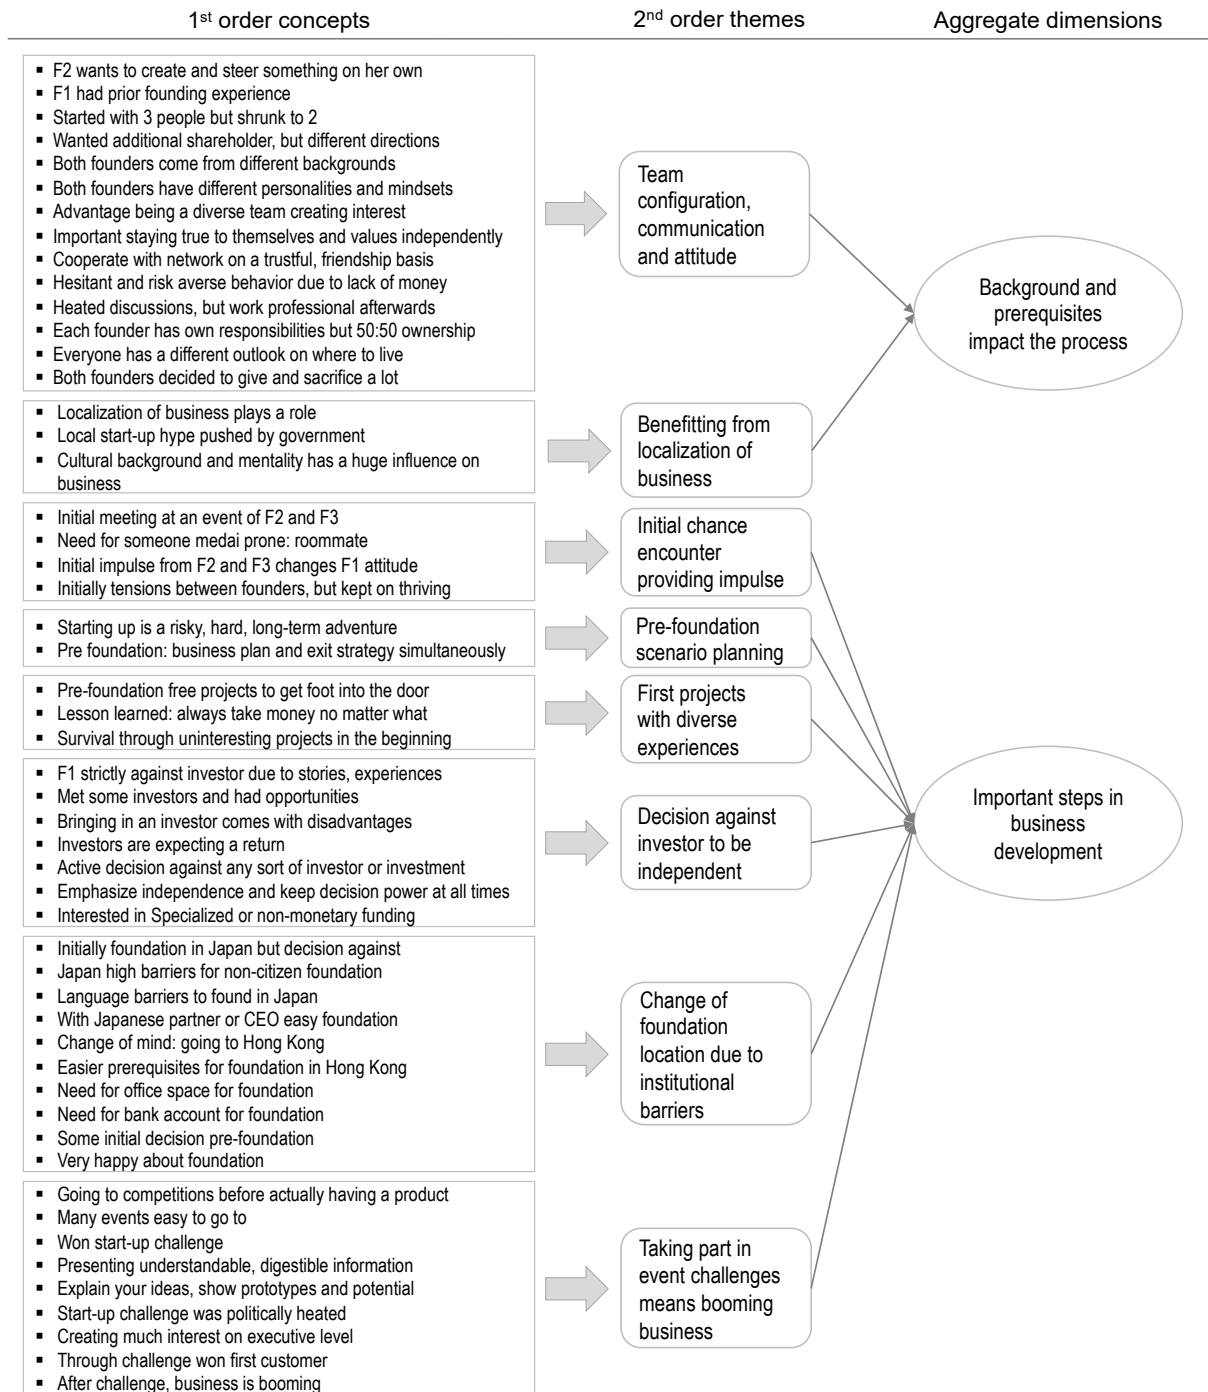 1st order concepts
2nd order themes
Aggregate dimensions
▪ F2 wants to create and steer something on her own
▪ F1 had prior founding experience
▪ Started with 3 people but shrunk to 2
▪ Wanted additional shareholder, but different directions
▪ Both founders come from different backgrounds
▪ Both founders have different personalities and mindsets
▪ Advantage being a diverse team creating interest
▪ Important staying true to themselves and values independently
▪ Cooperate with network on a trustful, friendship basis
▪ Hesitant and risk averse behavior due to lack of money
▪ Heated discussions, but work professional afterwards
▪ Each founder has own responsibilities but 50:50 ownership
▪ Everyone has a different outlook on where to live
▪ Both founders decided to give and sacrifice a lot
Team
configuration,
communication
and attitude
Background and
prerequisites
impact the process
▪ Localization of business plays a role
▪ Local start-up hype pushed by government
▪ Cultural background and mentality has a huge influence on
business
Benefitting from
localization of
business
▪ Initial meeting at an event of F2 and F3
▪ Need for someone medai prone: roommate
▪ Initial impulse from F2 and F3 changes F1 attitude
▪ Initially tensions between founders, but kept on thriving
Initial chance
encounter
providing impulse
▪ Starting up is a risky, hard, long-term adventure
▪ Pre foundation: business plan and exit strategy simultaneously
Pre-foundation
scenario planning
▪ Pre-foundation free projects to get foot into the door
▪ Lesson learned: always take money no matter what
▪ Survival through uninteresting projects in the beginning
First projects
with diverse
experiences
▪ F1 strictly against investor due to stories, experiences
▪ Met some investors and had opportunities
▪ Bringing in an investor comes with disadvantages
▪ Investors are expecting a return
▪ Active decision against any sort of investor or investment
▪ Emphasize independence and keep decision power at all times
▪ Interested in Specialized or non-monetary funding
Decision against
investor to be
independent
Important steps in
business
development
▪ Initially foundation in Japan but decision against
▪ Japan high barriers for non-citizen foundation
▪ Language barriers to found in Japan
▪ With Japanese partner or CEO easy foundation
▪ Change of mind: going to Hong Kong
▪ Easier prerequisites for foundation in Hong Kong
▪ Need for office space for foundation
▪ Need for bank account for foundation
▪ Some initial decision pre-foundation
▪ Very happy about foundation
Change of
foundation
location due to
institutional
barriers
▪ Going to competitions before actually having a product
▪ Many events easy to go to
▪ Won start-up challenge
▪ Presenting understandable, digestible information
▪ Explain your ideas, show prototypes and potential
▪ Start-up challenge was politically heated
▪ Creating much interest on executive level
▪ Through challenge won first customer
▪ After challenge, business is booming
Taking part in
event challenges
means booming
business